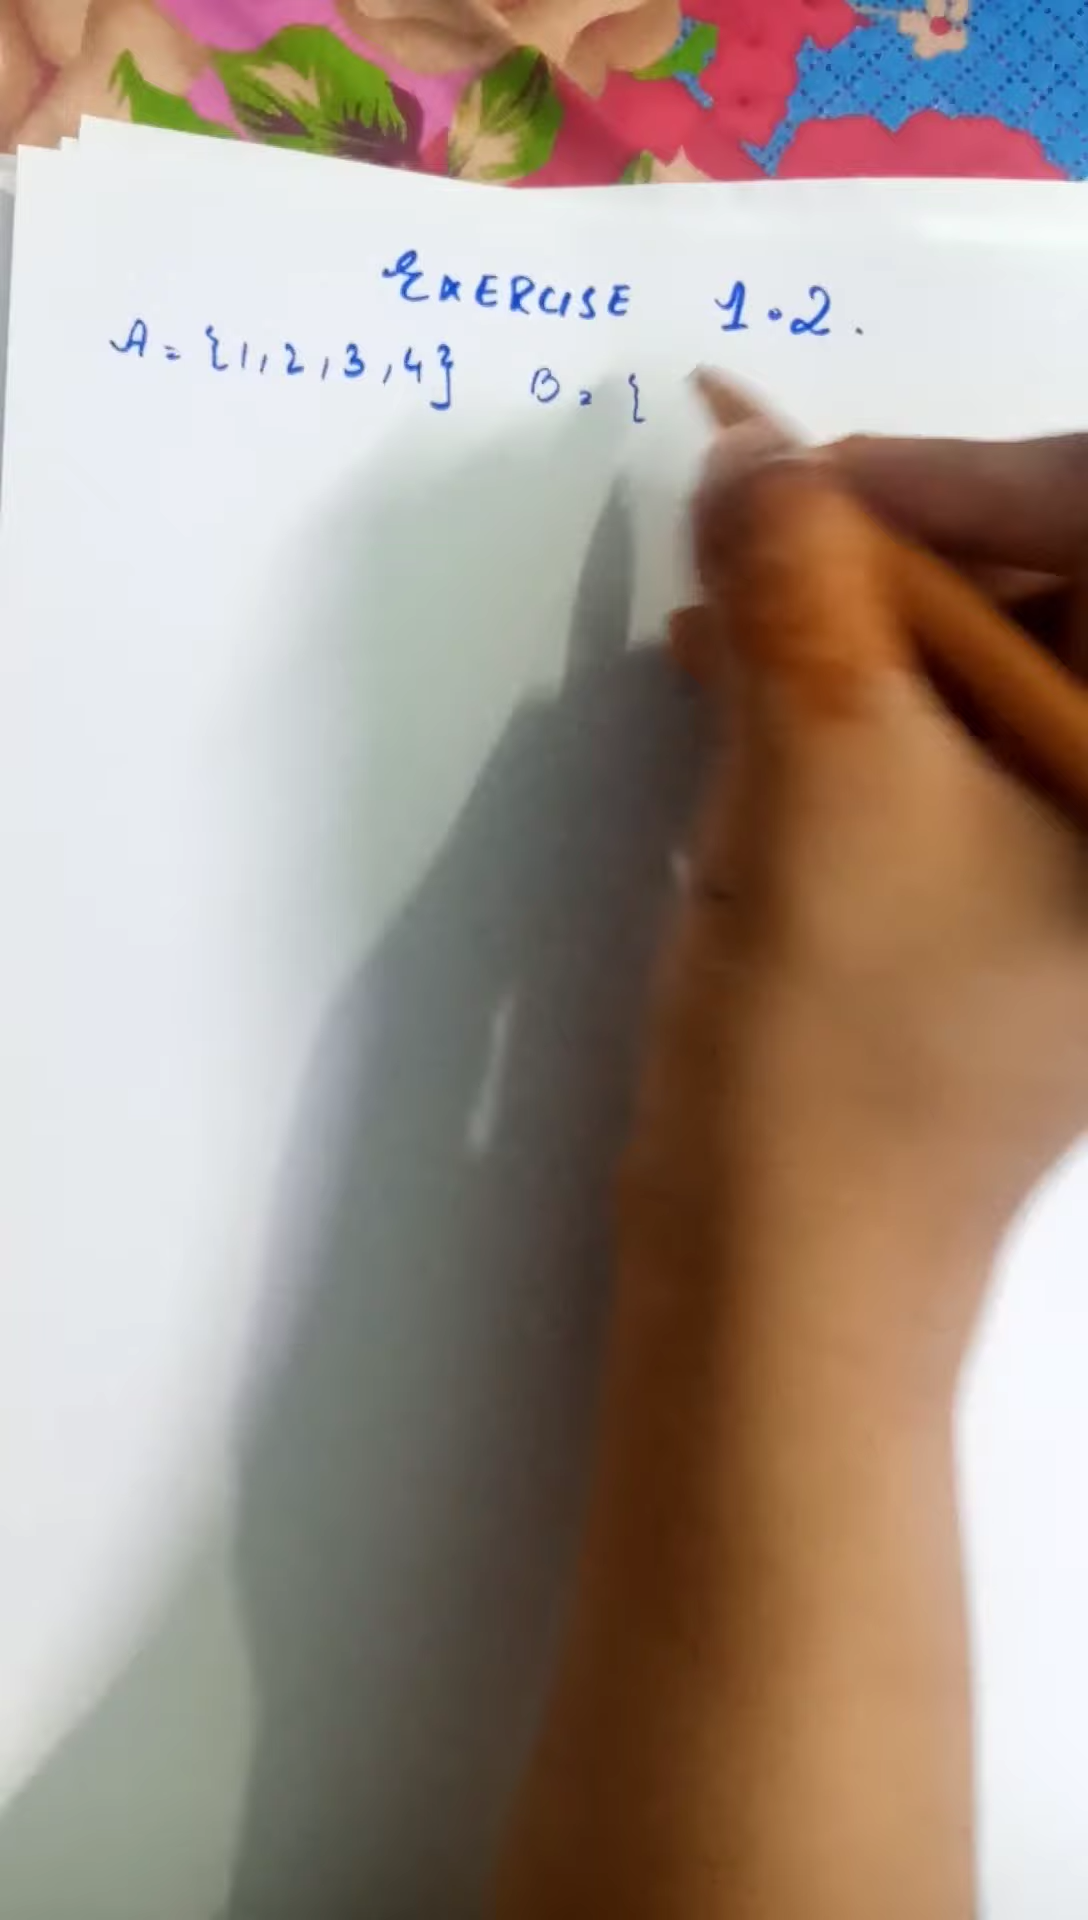 EXERCISE 1.2.
A = {1, 2, 3, 4} B = {